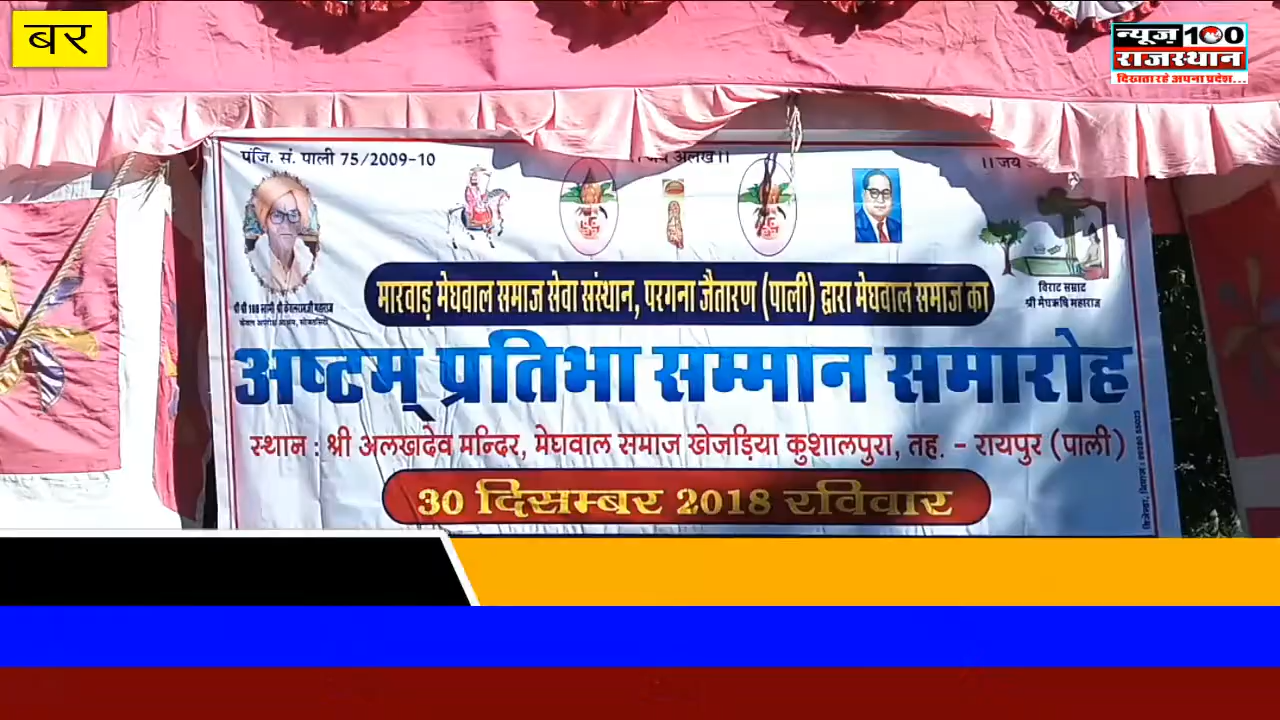 बर
न्यूज़ 100
राजस्थान
दिखाता रहे अपना प्रदेश...
पंजि. सं. पाली 75/2009-10
अलख।।
।।जय
श्री श्री 108 स्वामी श्री
विराट सम्राट
श्री मेघऋषि महाराज
मारवाड़ मेघवाल समाज सेवा संस्थान, परगना जैतारण (पाली) द्वारा मेघवाल समाज का
अष्टम् प्रतिभा सम्मान समारोह
स्थान : श्री अलखदेव मन्दिर, मेघवाल समाज खेजड़िया कुशालपुरा, तह. - रायपुर (पाली)
30 दिसम्बर 2018 रविवार